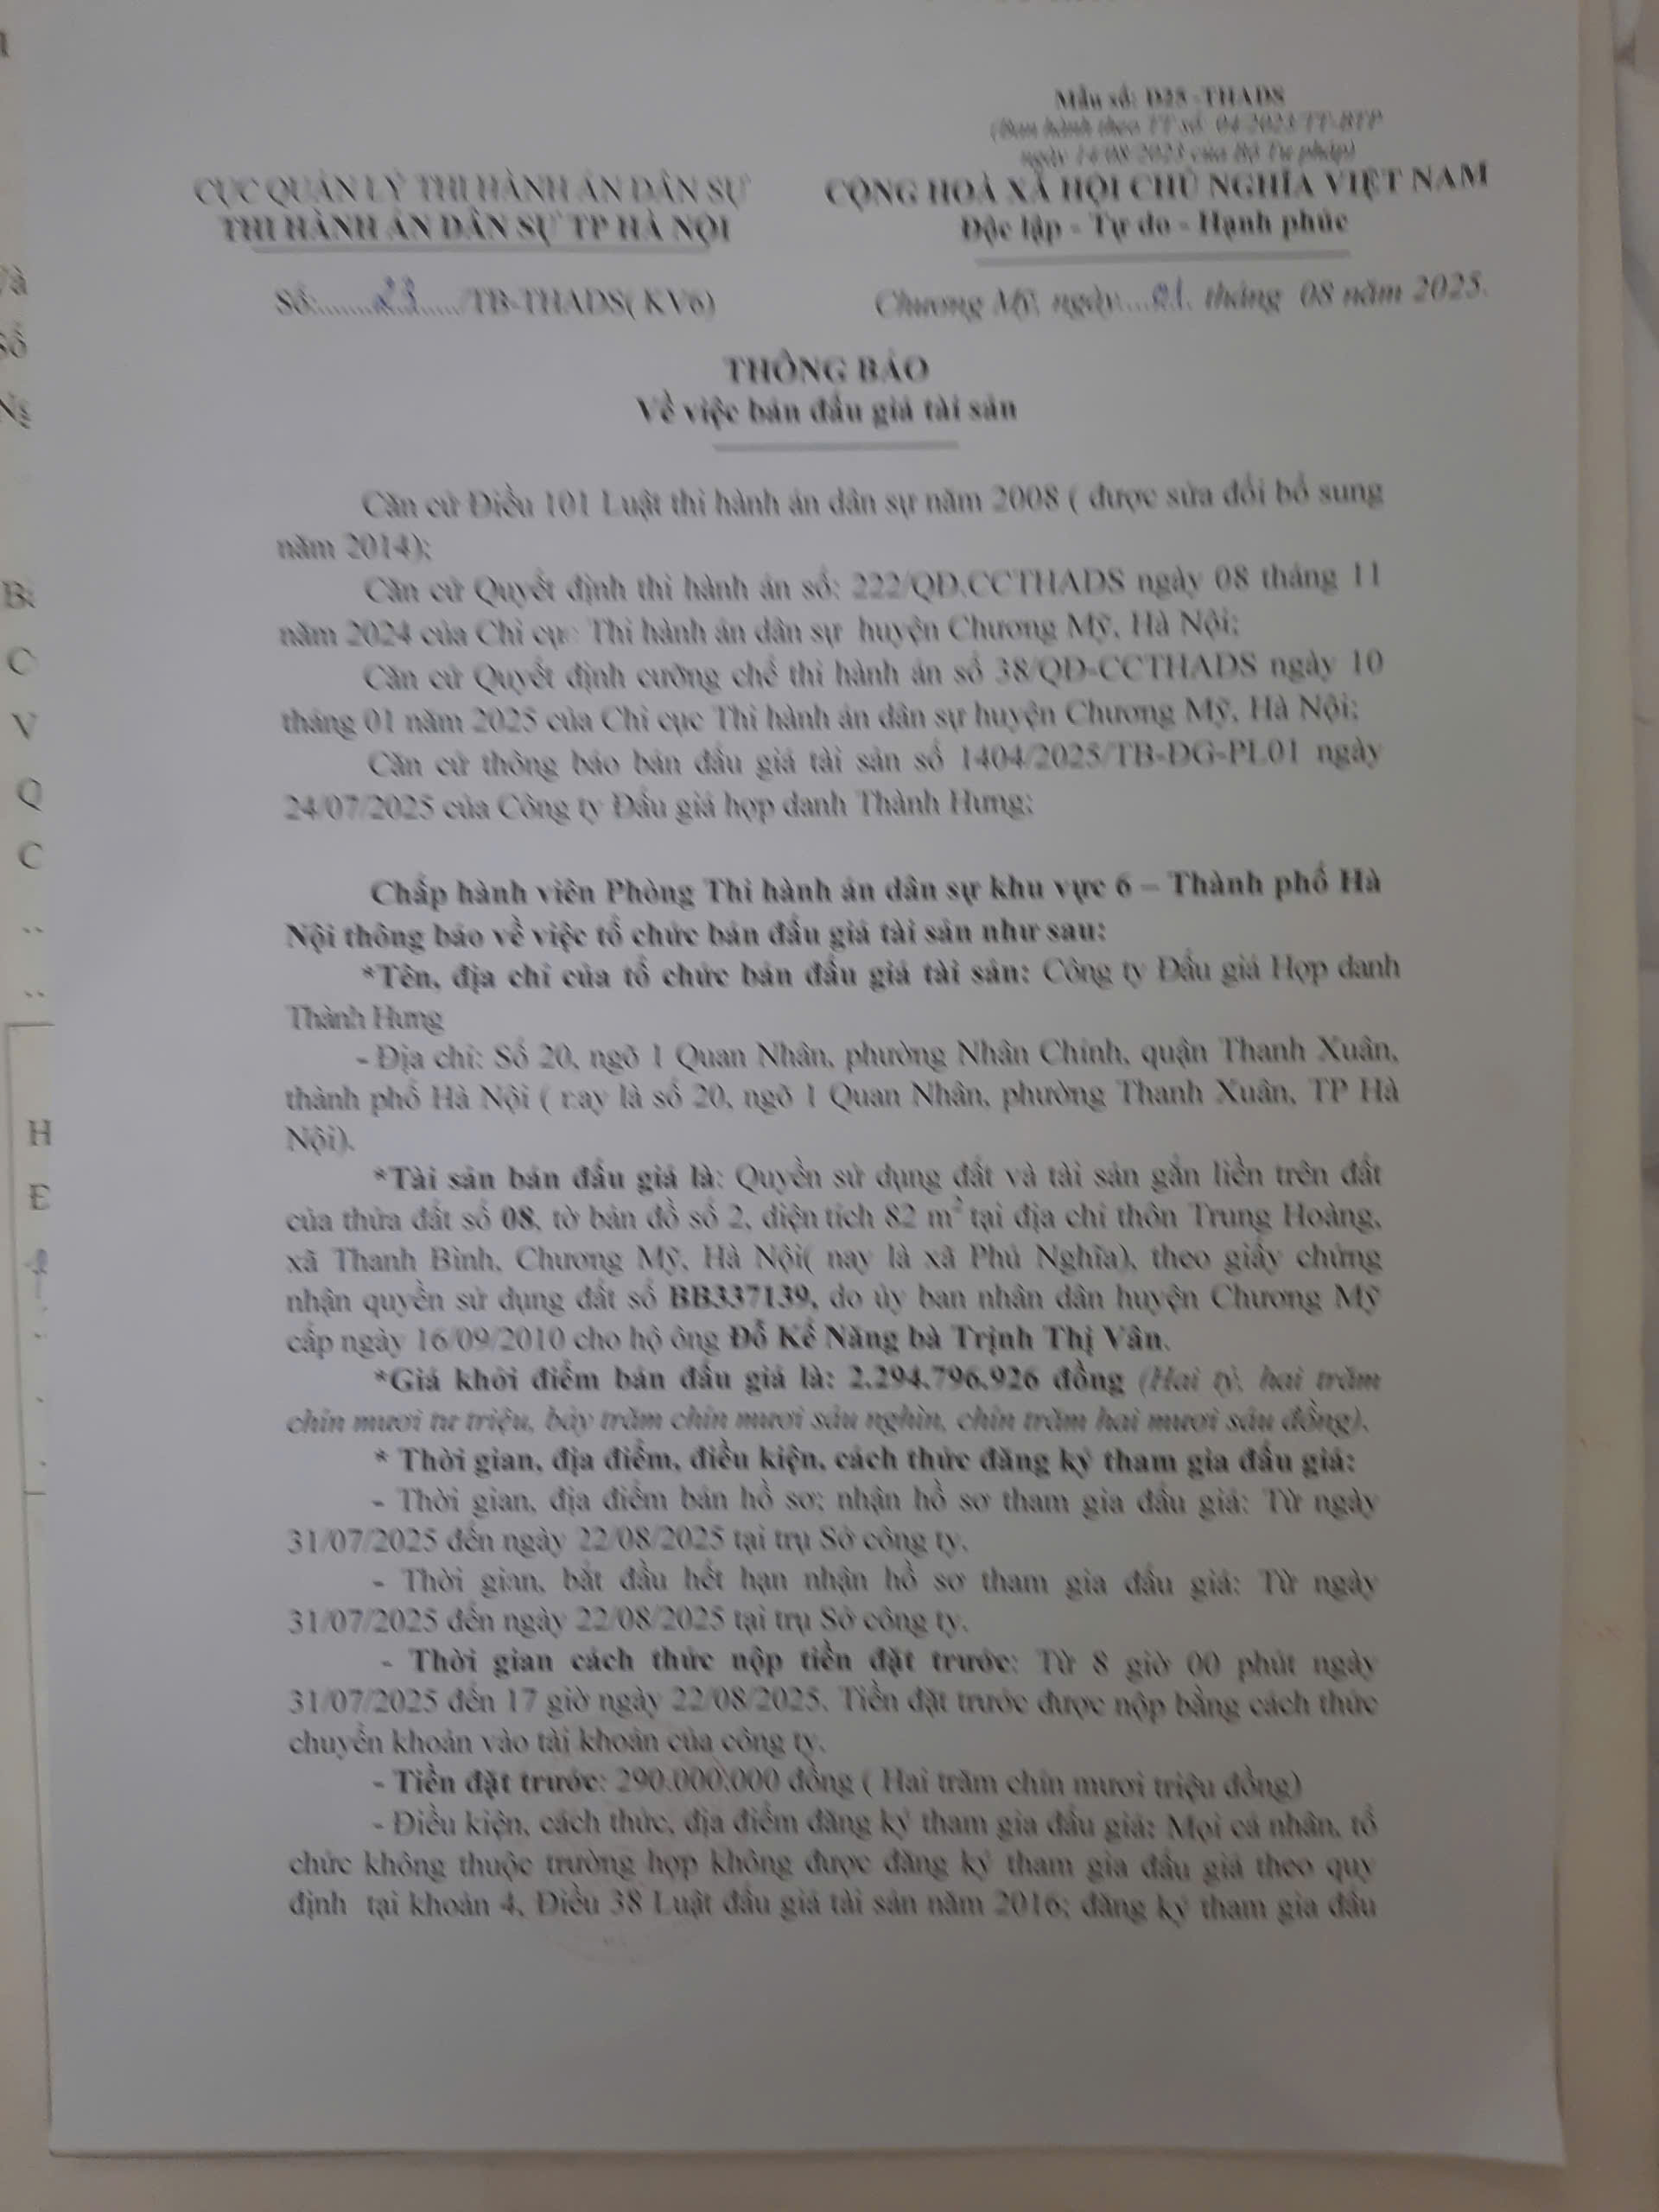 Mẫu số: D25 -THADS
(Ban hành theo TT số: 04/2023/TT-BTP
ngày 14/08/2023 của Bộ Tư pháp)
CỤC QUẢN LÝ THI HÀNH ÁN DÂN SỰ
CỘNG HOÀ XÃ HỘI CHỦ NGHĨA VIỆT NAM
THI HÀNH ÁN DÂN SỰ TP HÀ NỘI
Độc lập - Tự do - Hạnh phúc
Số:........23....../TB-THADS( KV6)
Chương Mỹ, ngày....01. tháng 08 năm 2025.
THÔNG BÁO
Về việc bán đấu giá tài sản
Căn cứ Điều 101 Luật thi hành án dân sự năm 2008 ( được sửa đổi bổ sung
năm 2014);
Căn cứ Quyết định thi hành án số: 222/QĐ.CCTHADS ngày 08 tháng 11
năm 2024 của Chi cục Thi hành án dân sự huyện Chương Mỹ, Hà Nội;
Căn cứ Quyết định cưỡng chế thi hành án số 38/QĐ-CCTHADS ngày 10
tháng 01 năm 2025 của Chi cục Thi hành án dân sự huyện Chương Mỹ, Hà Nội;
Căn cứ thông báo bán đấu giá tài sản số 1404/2025/TB-ĐG-PL01 ngày
24/07/2025 của Công ty Đấu giá hợp danh Thành Hưng;
Chấp hành viên Phòng Thi hành án dân sự khu vực 6 – Thành phố Hà
Nội thông báo về việc tổ chức bán đấu giá tài sản như sau:
*Tên, địa chỉ của tổ chức bán đấu giá tài sản: Công ty Đấu giá Hợp danh
Thành Hưng
- Địa chỉ: Số 20, ngõ 1 Quan Nhân, phường Nhân Chính, quận Thanh Xuân,
thành phố Hà Nội ( nay là số 20, ngõ 1 Quan Nhân, phường Thanh Xuân, TP Hà
Nội).
*Tài sản bán đấu giá là: Quyền sử dụng đất và tài sản gắn liền trên đất
của thửa đất số 08, tờ bản đồ số 2, diện tích 82 m² tại địa chỉ thôn Trung Hoàng,
xã Thanh Bình, Chương Mỹ, Hà Nội( nay là xã Phú Nghĩa), theo giấy chứng
nhận quyền sử dụng đất số BB337139, do ủy ban nhân dân huyện Chương Mỹ
cấp ngày 16/09/2010 cho hộ ông Đỗ Kế Năng bà Trịnh Thị Vân.
*Giá khởi điểm bán đấu giá là: 2.294.796.926 đồng (Hai tỷ, hai trăm
chín mươi tư triệu, bảy trăm chín mươi sáu nghìn, chín trăm hai mươi sáu đồng).
* Thời gian, địa điểm, điều kiện, cách thức đăng ký tham gia đấu giá:
- Thời gian, địa điểm bán hồ sơ; nhận hồ sơ tham gia đấu giá: Từ ngày
31/07/2025 đến ngày 22/08/2025 tại trụ Sở công ty.
- Thời gian, bắt đầu hết hạn nhận hồ sơ tham gia đấu giá: Từ ngày
31/07/2025 đến ngày 22/08/2025 tại trụ Sở công ty.
- Thời gian cách thức nộp tiền đặt trước: Từ 8 giờ 00 phút ngày
31/07/2025 đến 17 giờ ngày 22/08/2025. Tiền đặt trước được nộp bằng cách thức
chuyển khoản vào tài khoản của công ty.
- Tiền đặt trước: 290.000.000 đồng ( Hai trăm chín mươi triệu đồng)
- Điều kiện, cách thức, địa điểm đăng ký tham gia đấu giá: Mọi cá nhân, tổ
chức không thuộc trường hợp không được đăng ký tham gia đấu giá theo quy
định tại khoản 4, Điều 38 Luật đấu giá tài sản năm 2016; đăng ký tham gia đấu